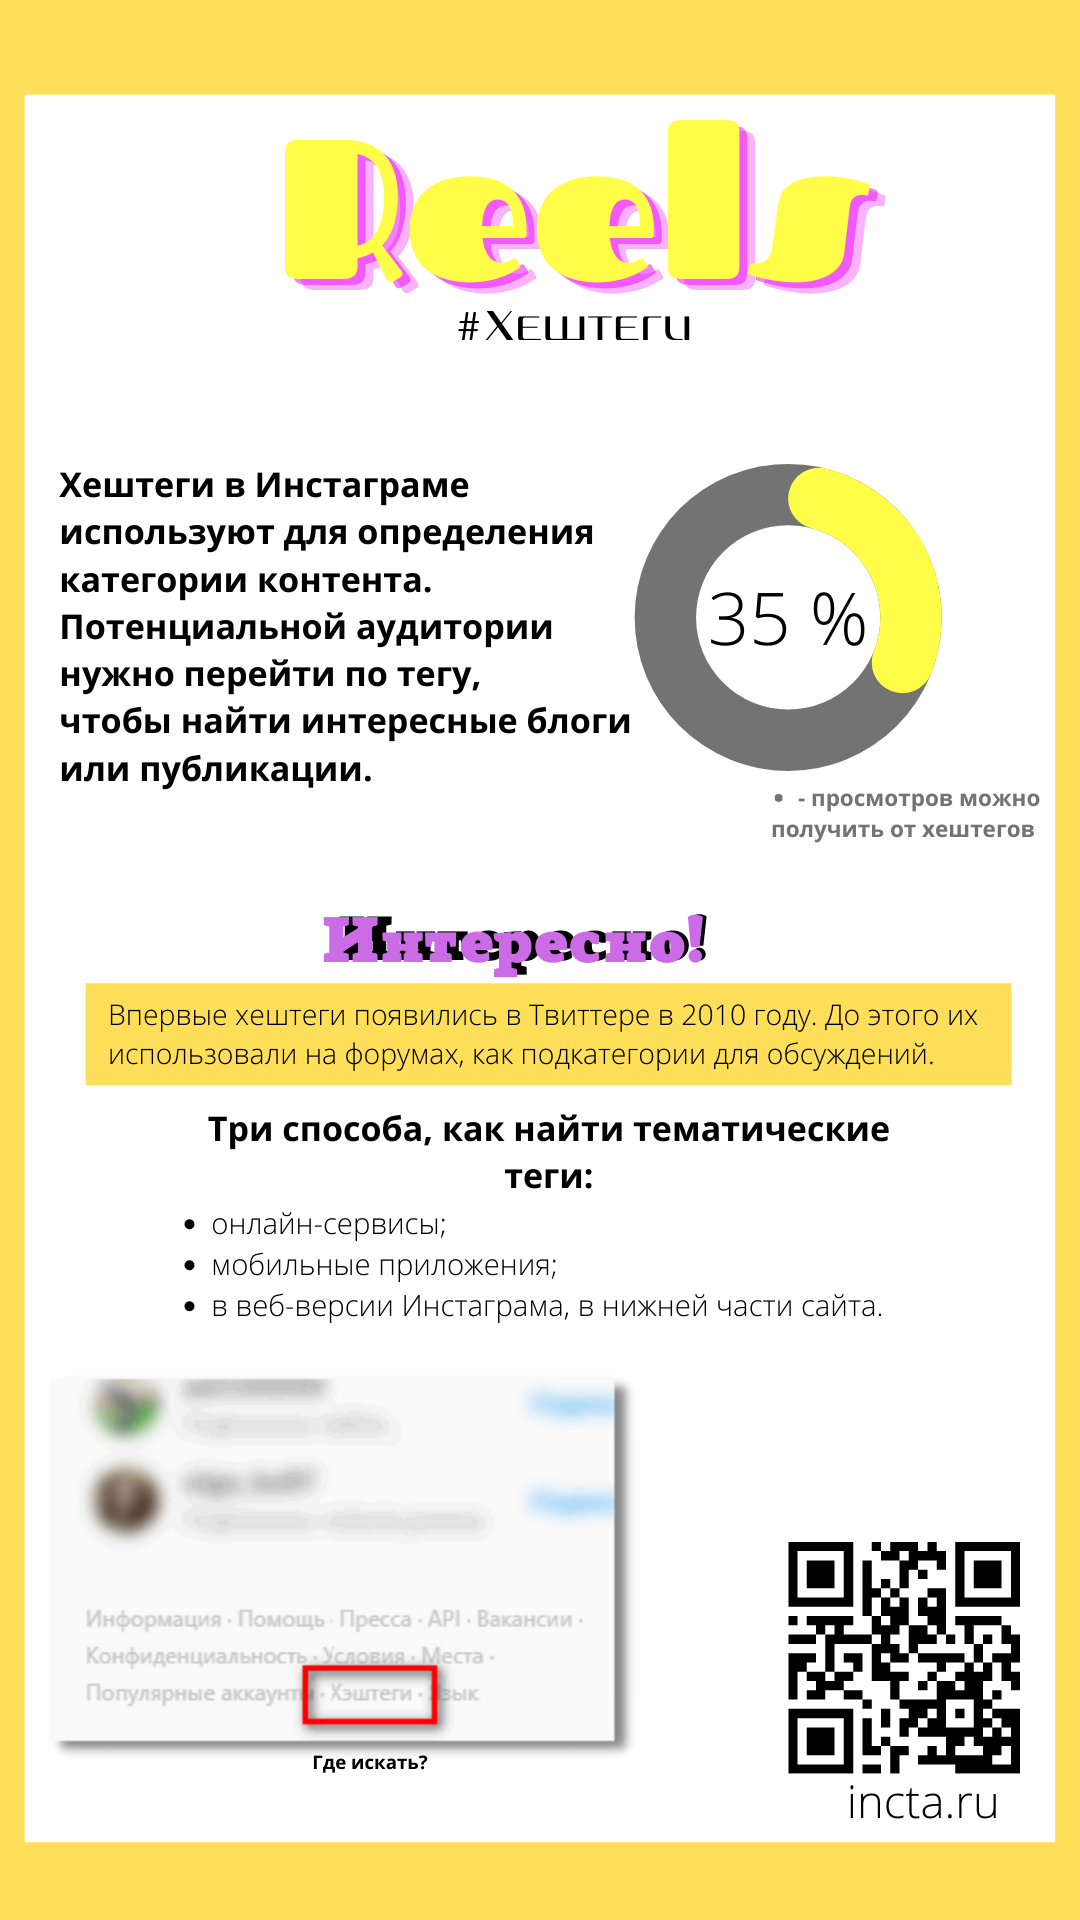 Reels
#Хештеги
Хештеги в Инстаграме
используют для определения
категории контента.
Потенциальной аудитории
нужно перейти по тегу,
чтобы найти интересные блоги
или публикации.
35 %
• - просмотров можно
получить от хештегов
Интересно!
Впервые хештеги появились в Твиттере в 2010 году. До этого их
использовали на форумах, как подкатегории для обсуждений.
Три способа, как найти тематические
теги:
• онлайн-сервисы;
• мобильные приложения;
• в веб-версии Инстаграма, в нижней части сайта.
Информация · Помощь · Пресса · API · Вакансии ·
Конфиденциальность · Условия · Места ·
Популярные аккаунты · Хэштеги · Язык
Где искать?
incta.ru